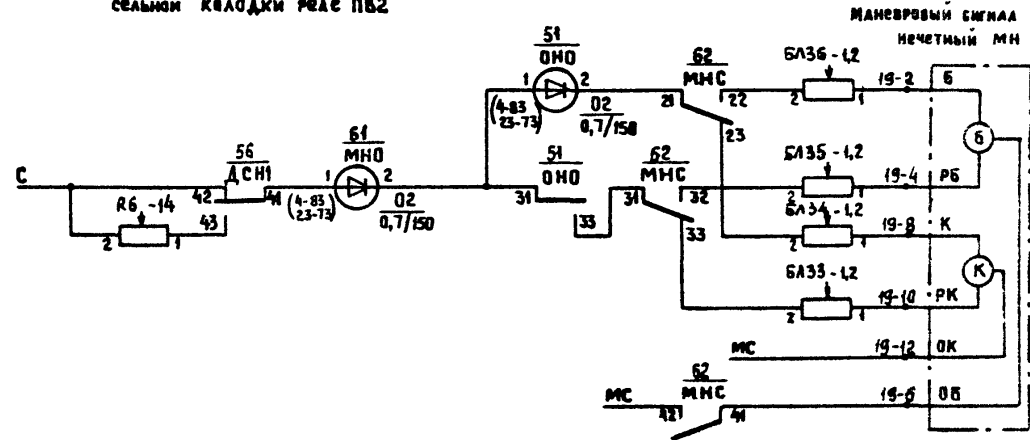 сельной колодки реле ПВ2
Маневровый сигнал
нечетный МН
51
ОНО
62
МНС
БЛ36-1,2
19-2
Б
1
2
21
22
2
1
(4-83
23-73)
02
0,7/150
23
Б
56
ДСН1
61
МНО
51
ОНО
62
МНС
БЛ35-1,2
19-4
РБ
С
42
41
1
2
31
31
32
2
1
R6 -14
(4-83
23-73)
02
0,7/150
33
33
БЛ34-1,2
19-8
К
43
2
1
2
1
К
БЛ33-1,2
19-10
РК
2
1
МС
19-12
ОК
62
МНС
МС
42
41
19-6
ОБ